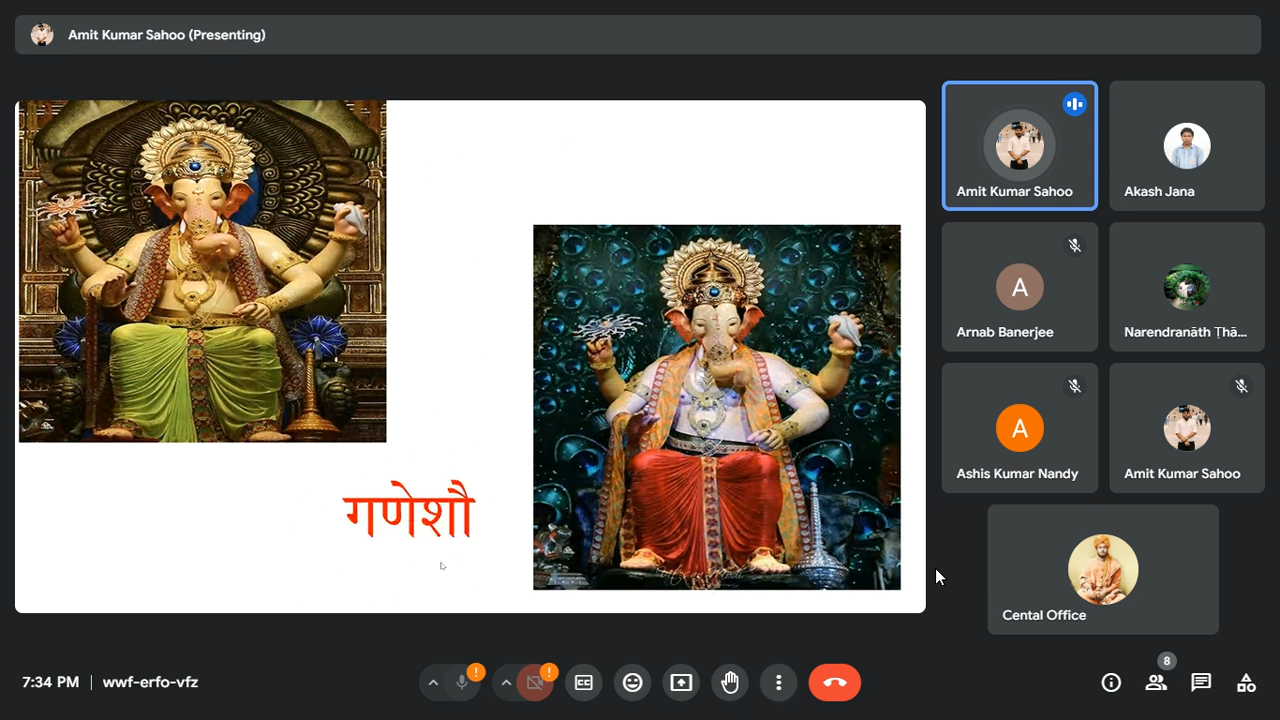 Amit Kumar Sahoo (Presenting)
गणेशौ
Amit Kumar Sahoo
Akash Jana
A
Arnab Banerjee
Narendranāth Ṭhā...
A
Ashis Kumar Nandy
Amit Kumar Sahoo
Cental Office
7:34 PM | wwf-erfo-vfz
CC
8